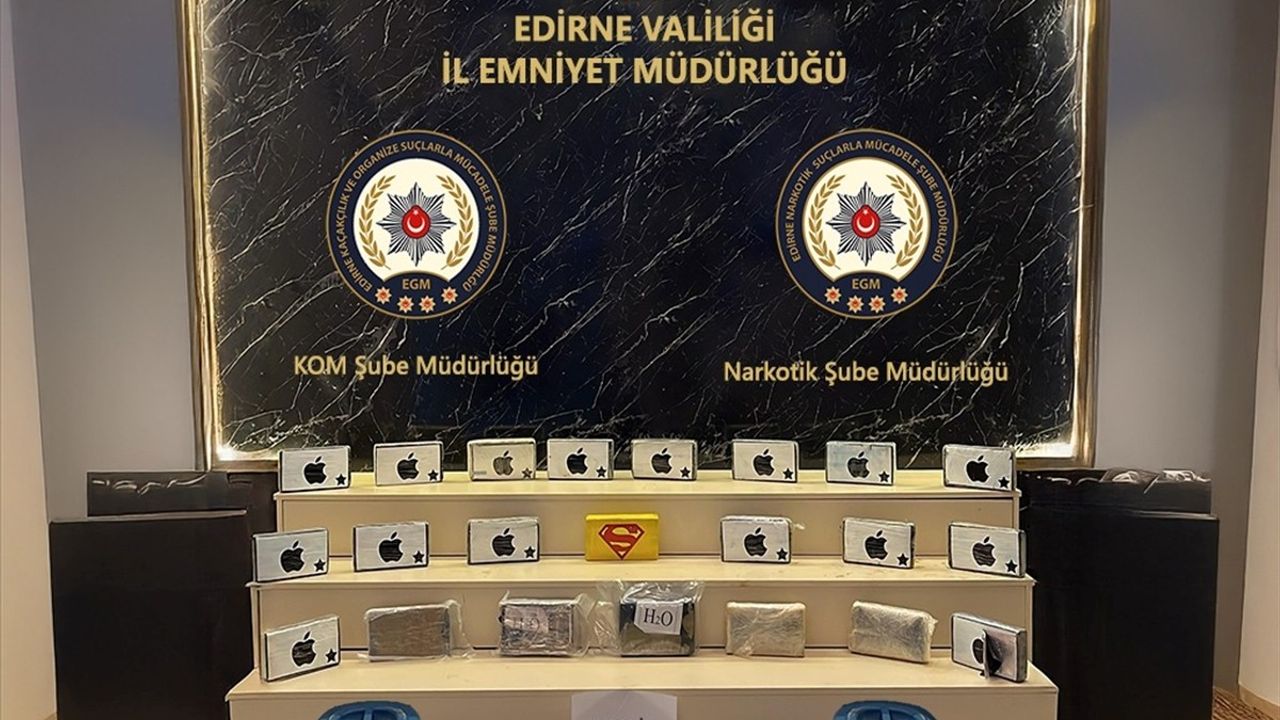 EDİRNE VALİLİĞİ
İL EMNİYET MÜDÜRLÜĞÜ
EDİRNE KAÇAKÇILIK VE ORGANİZE SUÇLARLA MÜCADELE ŞUBE MÜDÜRLĞÜ
EGM
EDİRNE NARKOTİK SUÇLARLA MÜCADELE ŞUBE MÜDÜRLÜĞÜ
EGM
KOM Şube Müdürlüğü
Narkotik Şube Müdürlüğü
S
H₂O